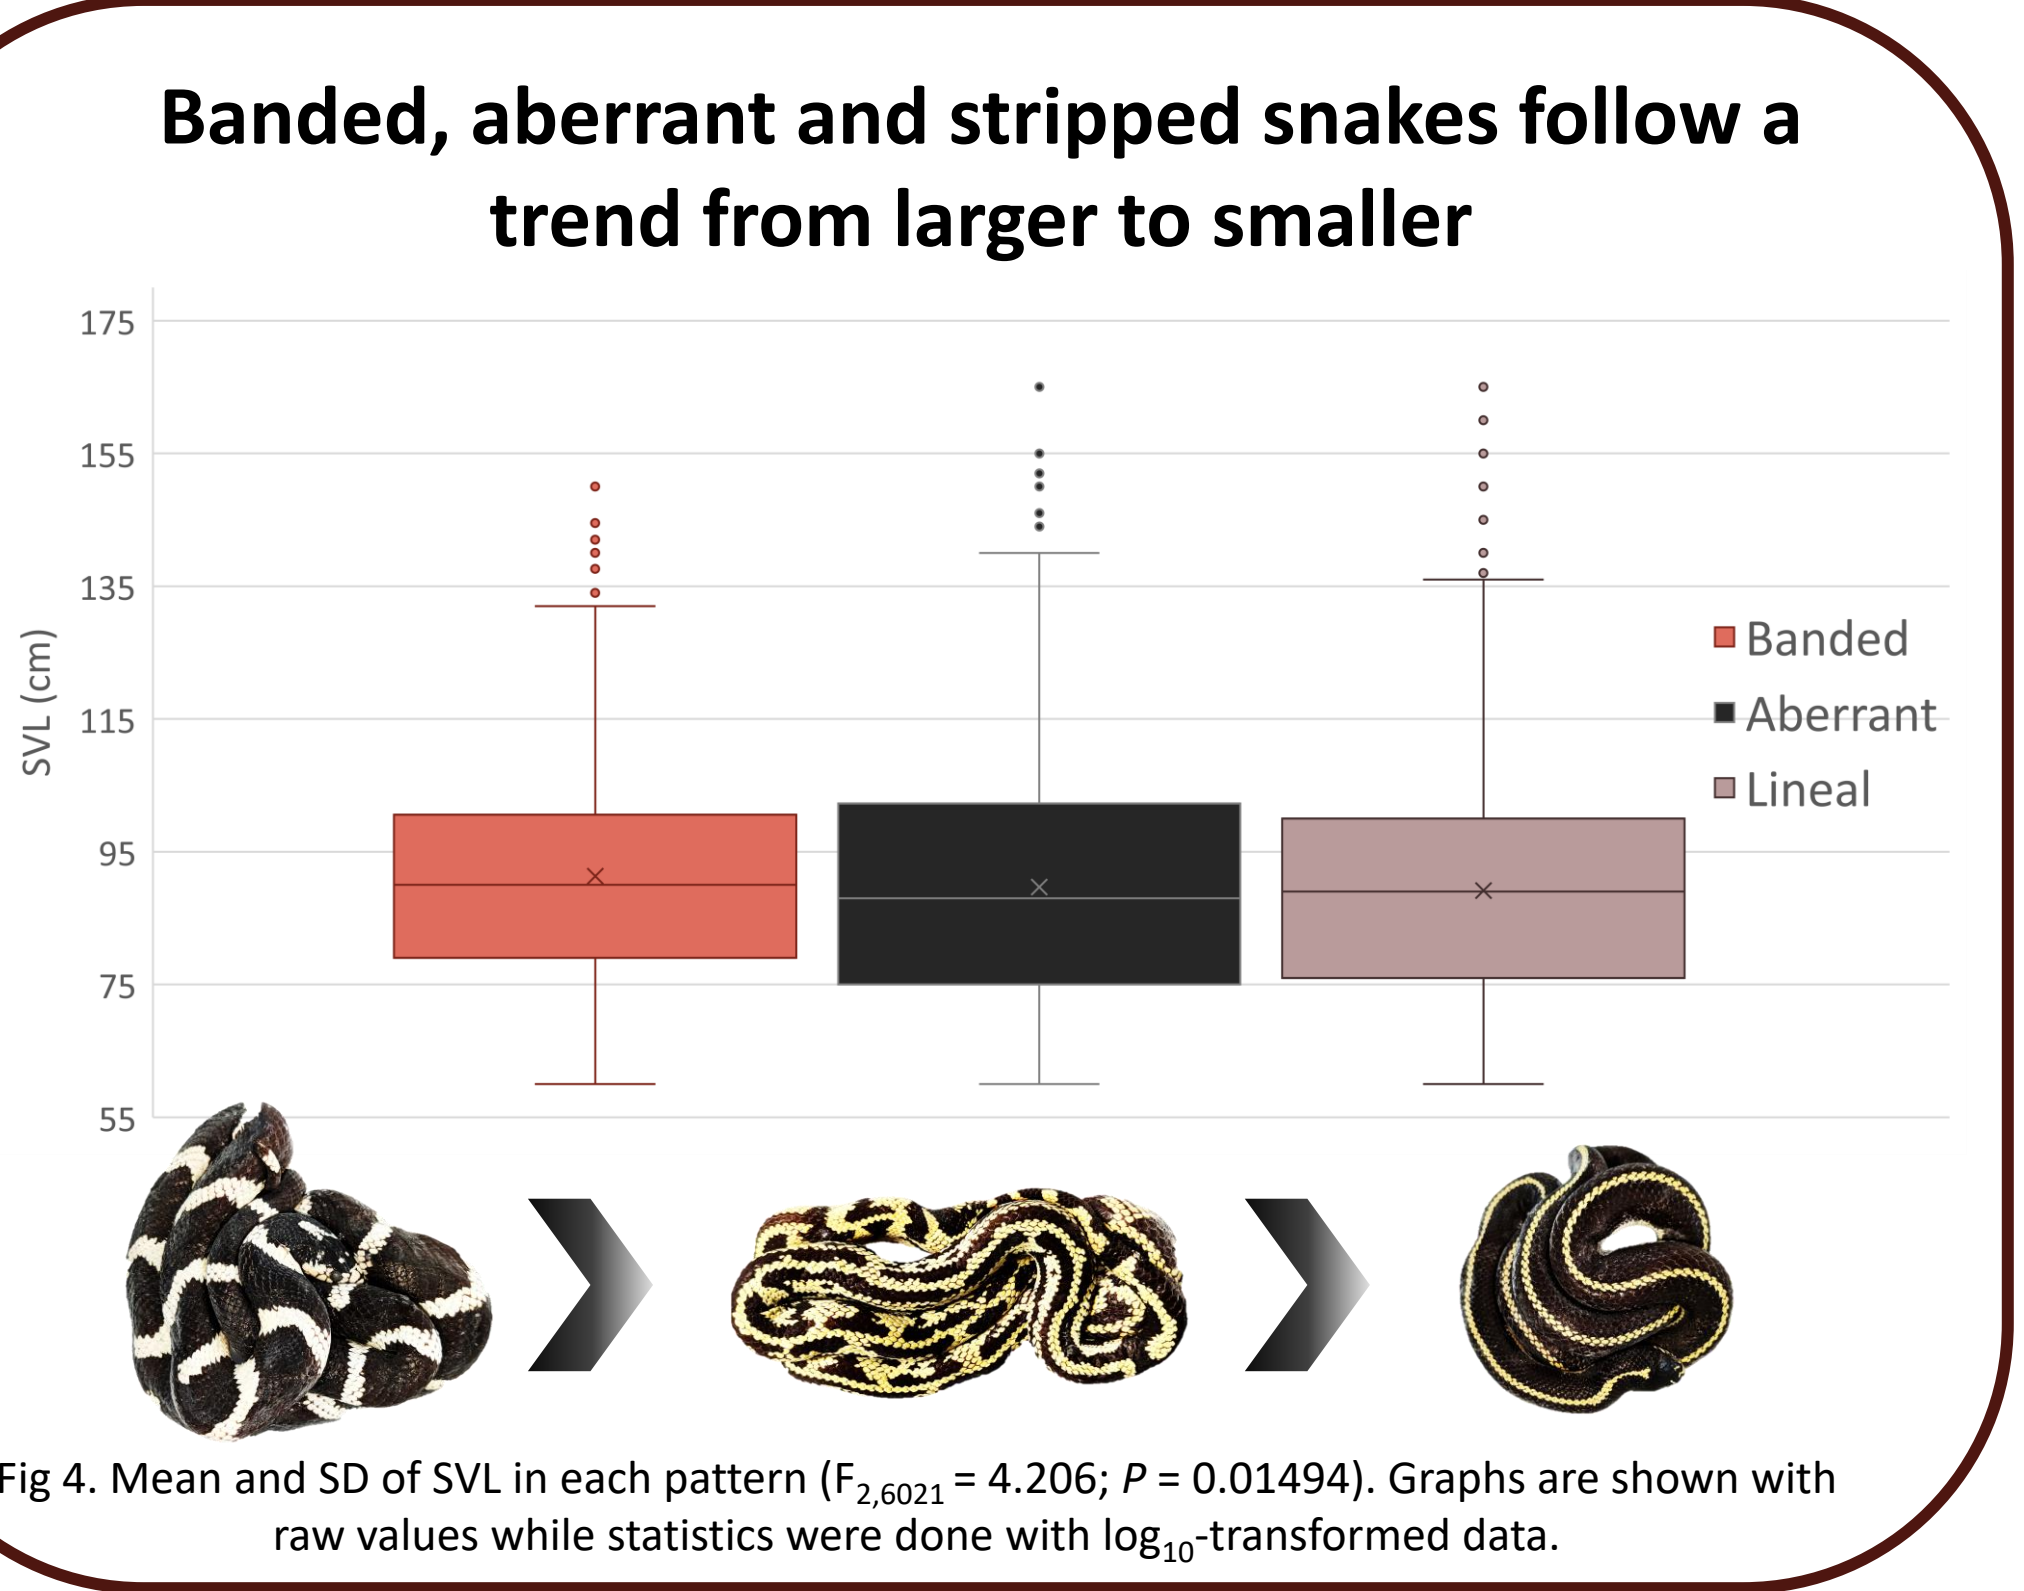 Banded, aberrant and stripped snakes follow a
trend from larger to smaller
175
155
135
115
95
75
55
SVL (cm)
Banded
Aberrant
Lineal
Fig 4. Mean and SD of SVL in each pattern (F2,6021 = 4.206; P = 0.01494). Graphs are shown with
raw values while statistics were done with log10-transformed data.